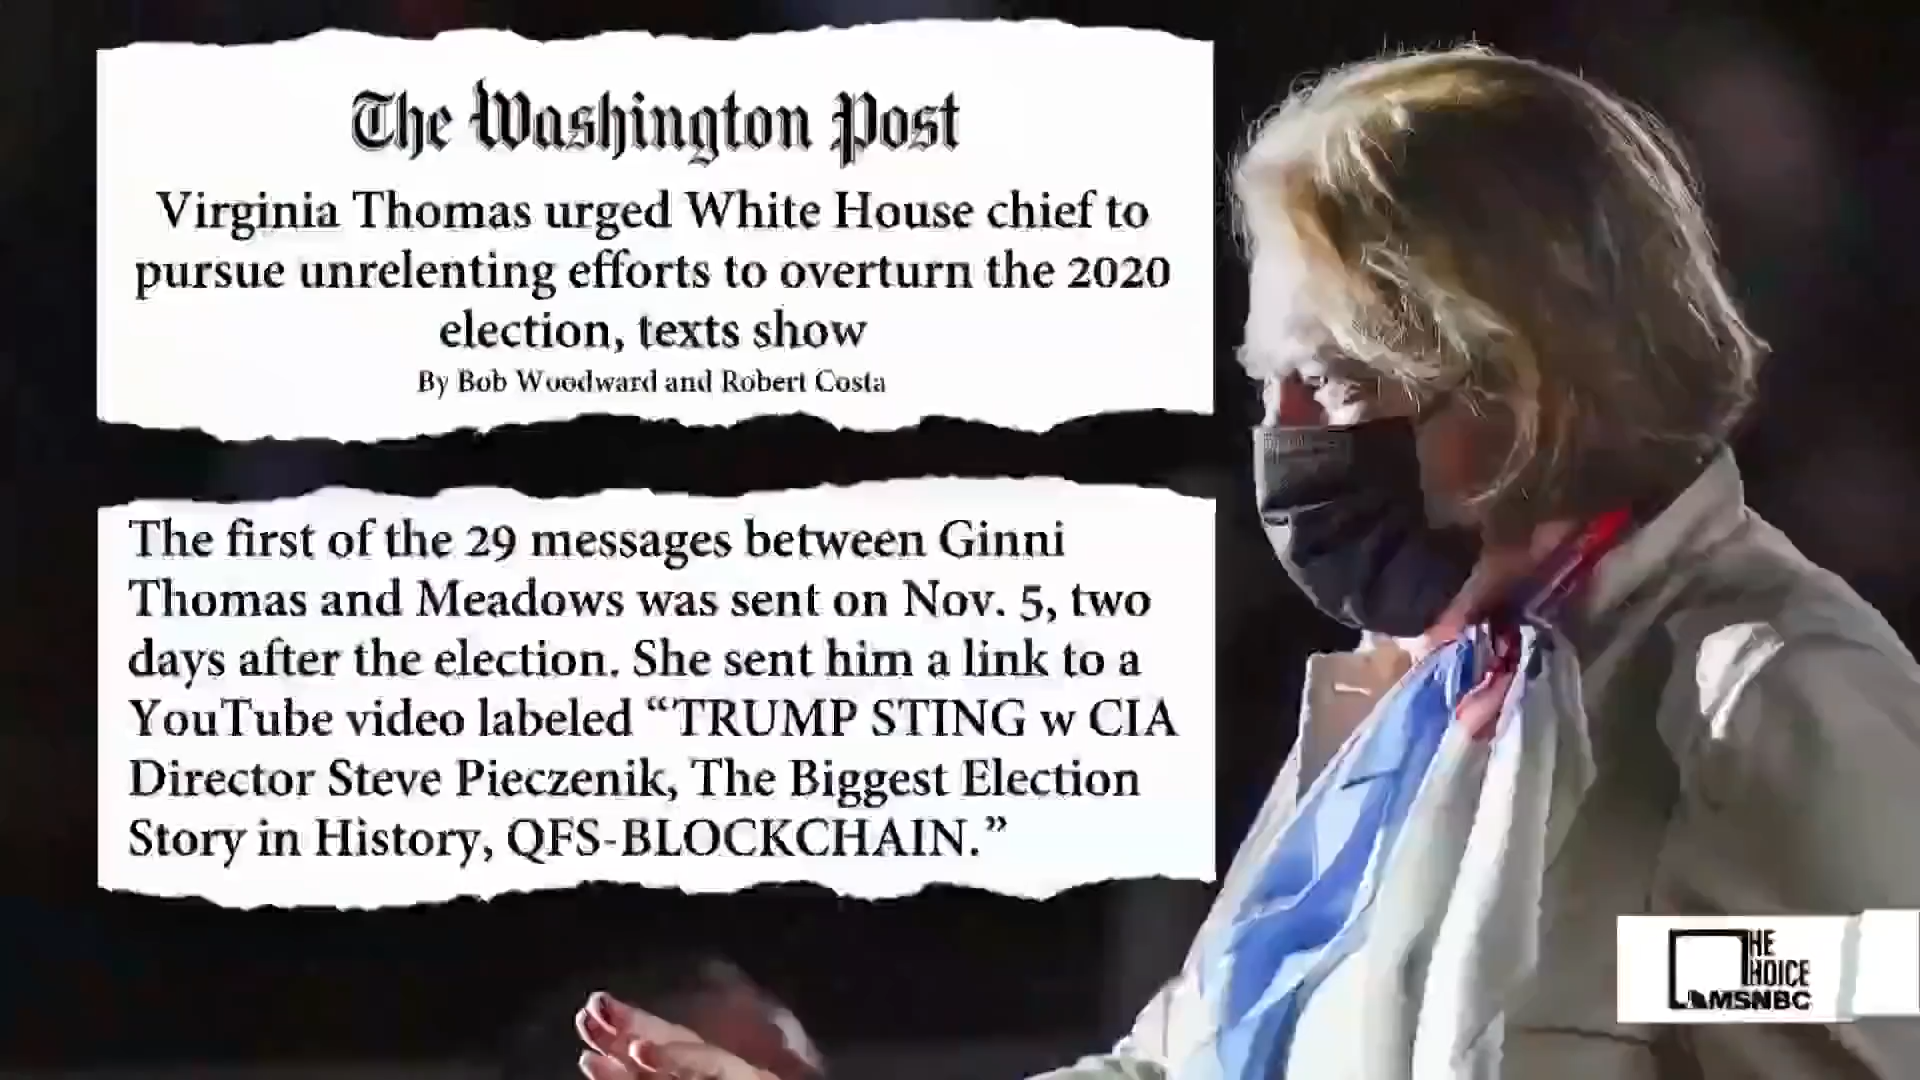 The Washington Post
Virginia Thomas urged White House chief to
pursue unrelenting efforts to overturn the 2020
election, texts show
By Bob Woodward and Robert Costa
The first of the 29 messages between Ginni
Thomas and Meadows was sent on Nov. 5, two
days after the election. She sent him a link to a
YouTube video labeled “TRUMP STING w CIA
Director Steve Pieczenik, The Biggest Election
Story in History, QFS-BLOCKCHAIN.”
HE
HOICE
MSNBC